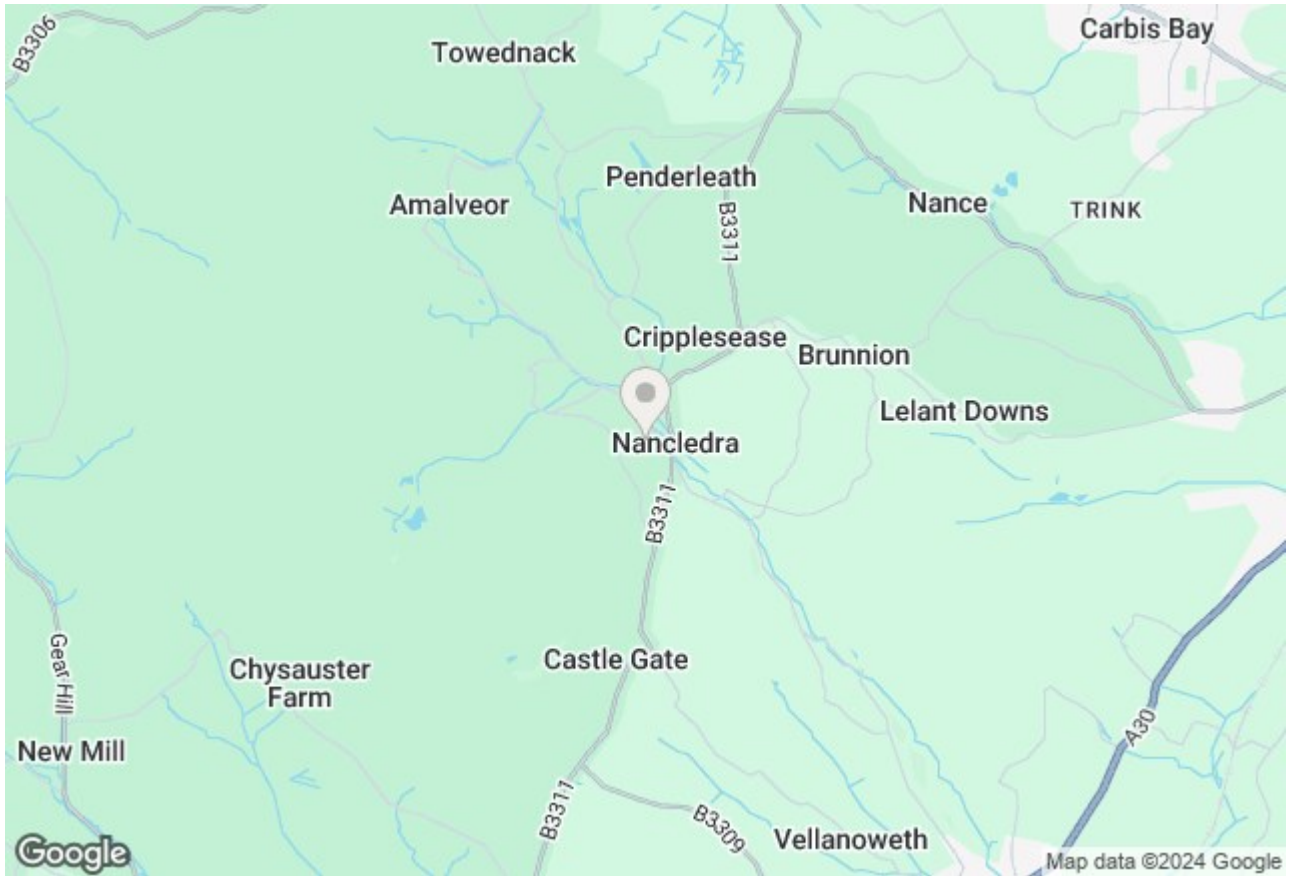 B3306
Towednack
Carbis Bay
Penderleath
Amalveor
Nance
TRINK
B3311
Cripplesease
Brunnion
Lelant Downs
Nancledra
B3311
Gear Hill
Castle Gate
Chysauster
Farm
New Mill
A30
B3311
B3309
Vellanoweth
Google
Map data ©2024 Google